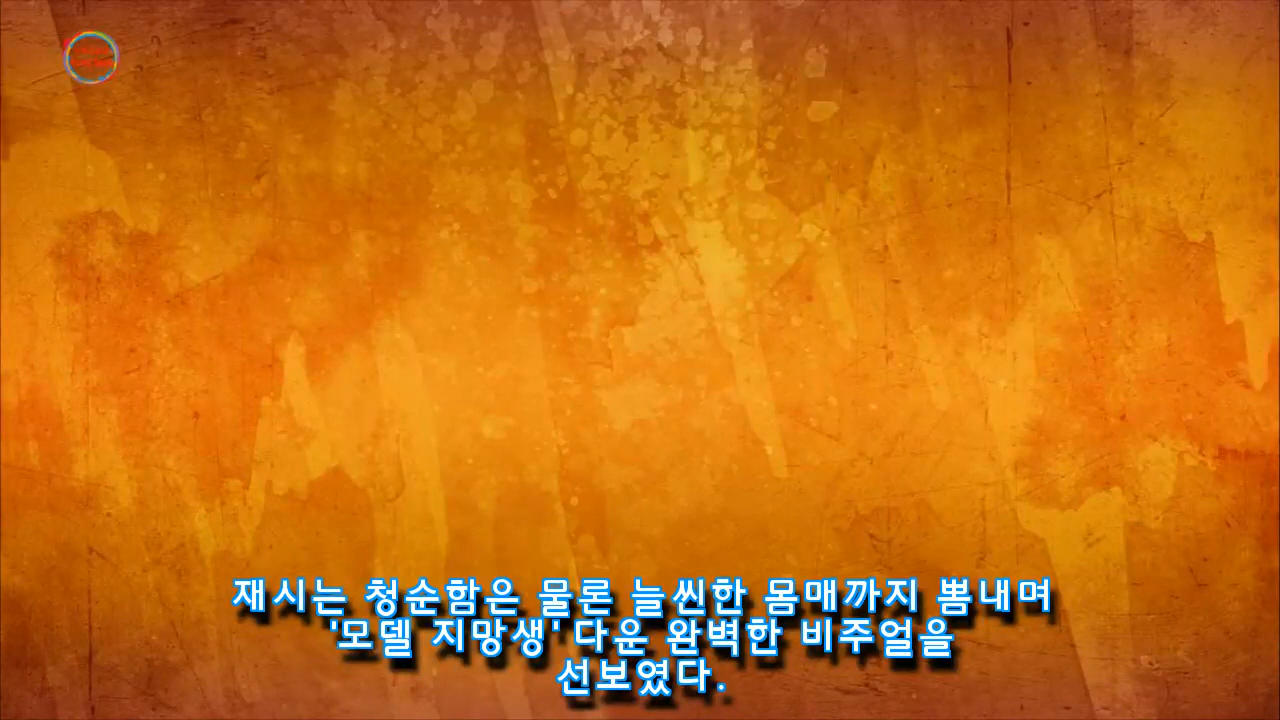 재시는 청순함은 물론 늘씬한 몸매까지 뽐내며
'모델 지망생' 다운 완벽한 비주얼을
선보였다.